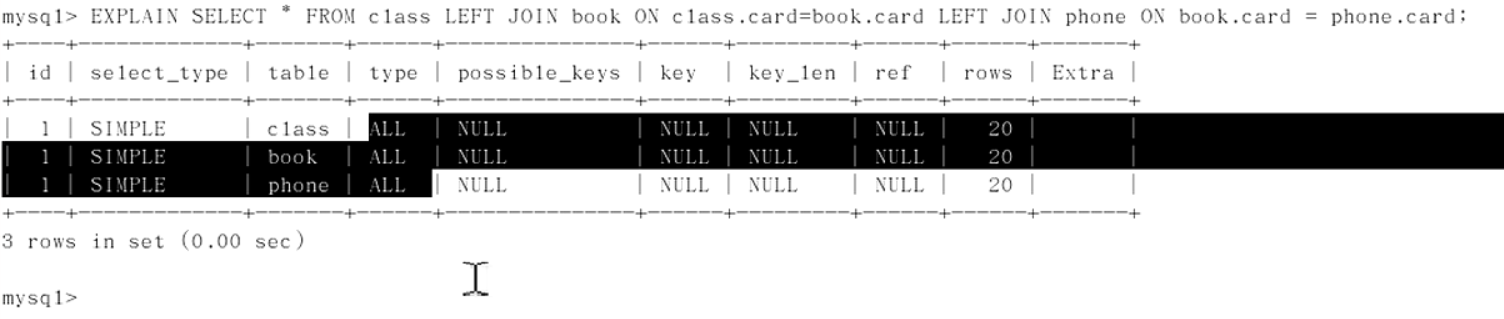 mysql> EXPLAIN SELECT * FROM class LEFT JOIN book ON class.card=book.card LEFT JOIN phone ON book.card = phone.card;
+----+-------------+-------+------+---------------+------+---------+------+------+-------+
| id | select_type | table | type | possible_keys | key | key_len | ref | rows | Extra |
+----+-------------+-------+------+---------------+------+---------+------+------+-------+
| 1 | SIMPLE | class | ALL | NULL | NULL | NULL | NULL | 20 | |
| 1 | SIMPLE | book | ALL | NULL | NULL | NULL | NULL | 20 | |
| 1 | SIMPLE | phone | ALL | NULL | NULL | NULL | NULL | 20 | |
+----+-------------+-------+------+---------------+------+---------+------+------+-------+
3 rows in set (0.00 sec)
mysql>